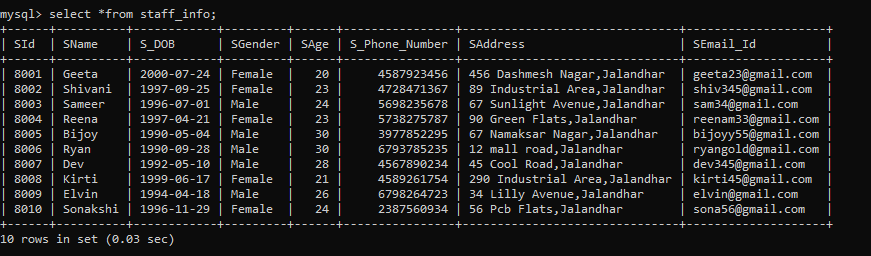 mysql> select *from staff_info;
+------+----------+------------+---------+------+----------------+-------------------------------+--------------------+
| SId | SName | S_DOB | SGender | SAge | S_Phone_Number | SAddress | SEmail_Id |
+------+----------+------------+---------+------+----------------+-------------------------------+--------------------+
| 8001 | Geeta | 2000-07-24 | Female | 20 | 4587923456 | 456 Dashmesh Nagar,Jalandhar | geeta23@gmail.com |
| 8002 | Shivani | 1997-09-25 | Female | 23 | 4728471367 | 89 Industrial Area,Jalandhar | shiv345@gmail.com |
| 8003 | Sameer | 1996-07-01 | Male | 24 | 5698235678 | 67 Sunlight Avenue,Jalandhar | sam34@gmail.com |
| 8004 | Reena | 1997-04-21 | Female | 23 | 5738275787 | 90 Green Flats,Jalandhar | reenam33@gmail.com |
| 8005 | Bijoy | 1990-05-04 | Male | 30 | 3977852295 | 67 Namaksar Nagar,Jalandhar | bijoyy55@gmail.com |
| 8006 | Ryan | 1990-09-28 | Male | 30 | 6793785235 | 12 mall road,Jalandhar | ryangold@gmail.com |
| 8007 | Dev | 1992-05-10 | Male | 28 | 4567890234 | 45 Cool Road,Jalandhar | dev345@gmail.com |
| 8008 | Kirti | 1999-06-17 | Female | 21 | 4589261754 | 290 Industrial Area,Jalandhar | kirti45@gmail.com |
| 8009 | Elvin | 1994-04-18 | Male | 26 | 6798264723 | 34 Lilly Avenue,Jalandhar | elvin@gmail.com |
| 8010 | Sonakshi | 1996-11-29 | Female | 24 | 2387560934 | 56 Pcb Flats,Jalandhar | sona56@gmail.com |
+------+----------+------------+---------+------+----------------+-------------------------------+--------------------+
10 rows in set (0.03 sec)